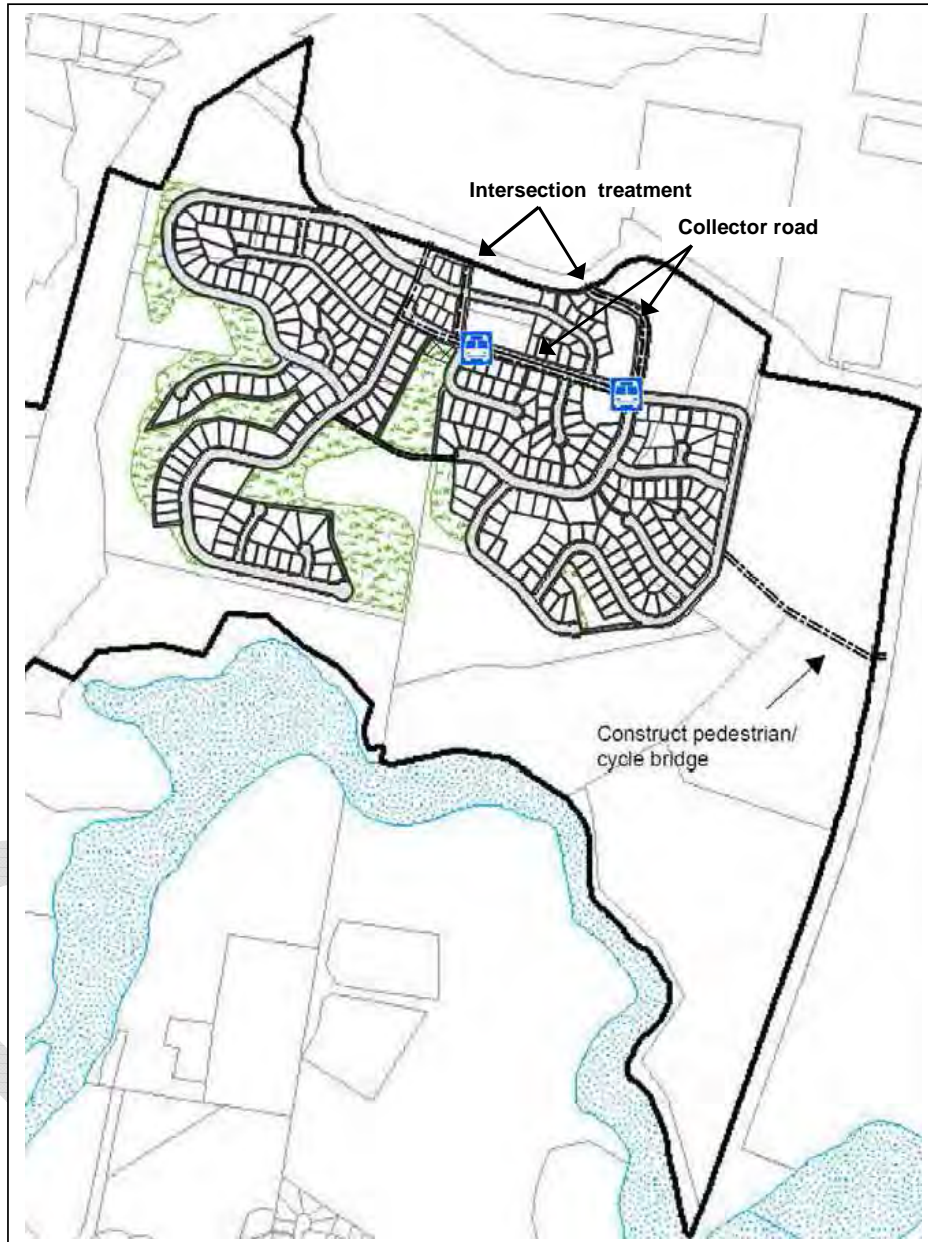 Intersection treatment
Collector road
Construct pedestrian/
cycle bridge